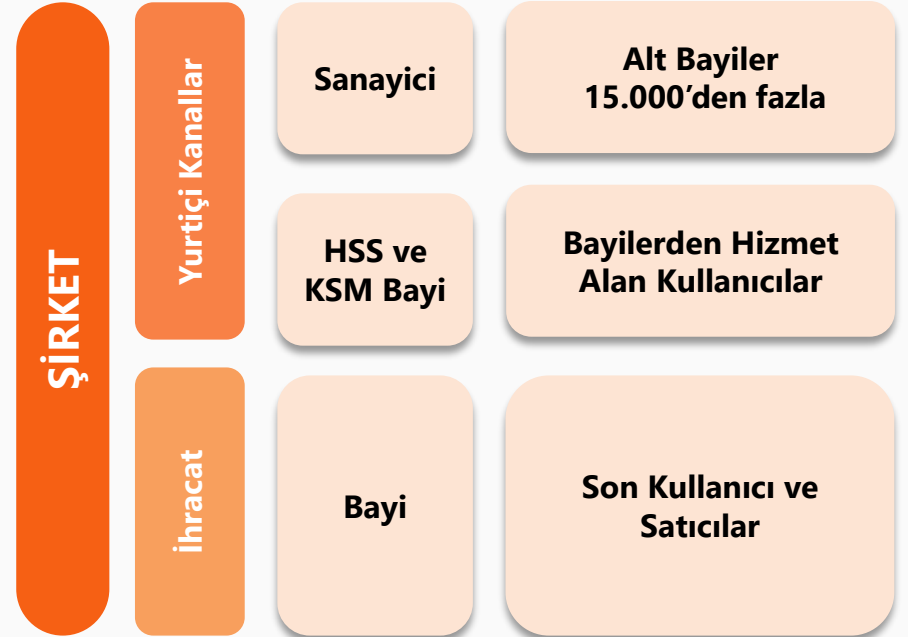 ŞİRKET
Yurtiçi Kanallar
Sanayici
Alt Bayiler
15.000’den fazla
HSS ve
KSM Bayi
Bayilerden Hizmet
Alan Kullanıcılar
İhracat
Bayi
Son Kullanıcı ve
Satıcılar